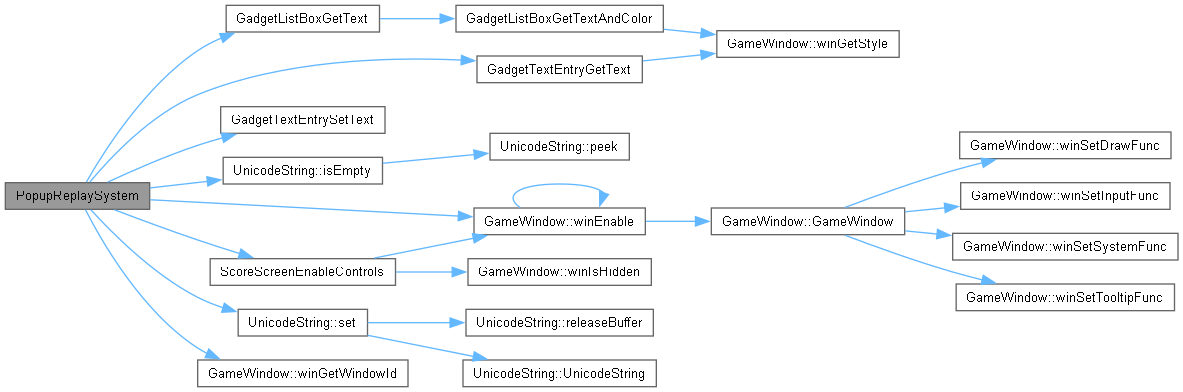 PopupReplaySystem
GadgetListBoxGetText
GadgetListBoxGetTextAndColor
GameWindow::winGetStyle
GadgetTextEntryGetText
GadgetTextEntrySetText
UnicodeString::isEmpty
UnicodeString::peek
GameWindow::winEnable
GameWindow::GameWindow
GameWindow::winSetDrawFunc
GameWindow::winSetInputFunc
GameWindow::winSetSystemFunc
GameWindow::winSetTooltipFunc
ScoreScreenEnableControls
GameWindow::winIsHidden
UnicodeString::set
UnicodeString::releaseBuffer
UnicodeString::UnicodeString
GameWindow::winGetWindowId